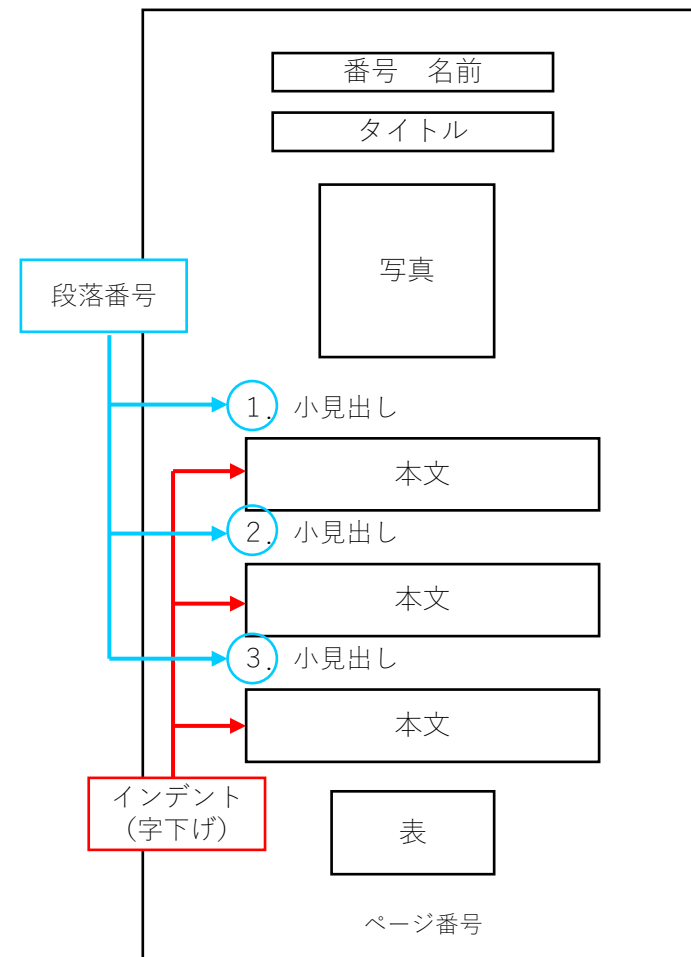 番号　名前
タイトル
写真
段落番号
1. 小見出し
本文
2. 小見出し
本文
3. 小見出し
本文
インデント
(字下げ)
表
ページ番号